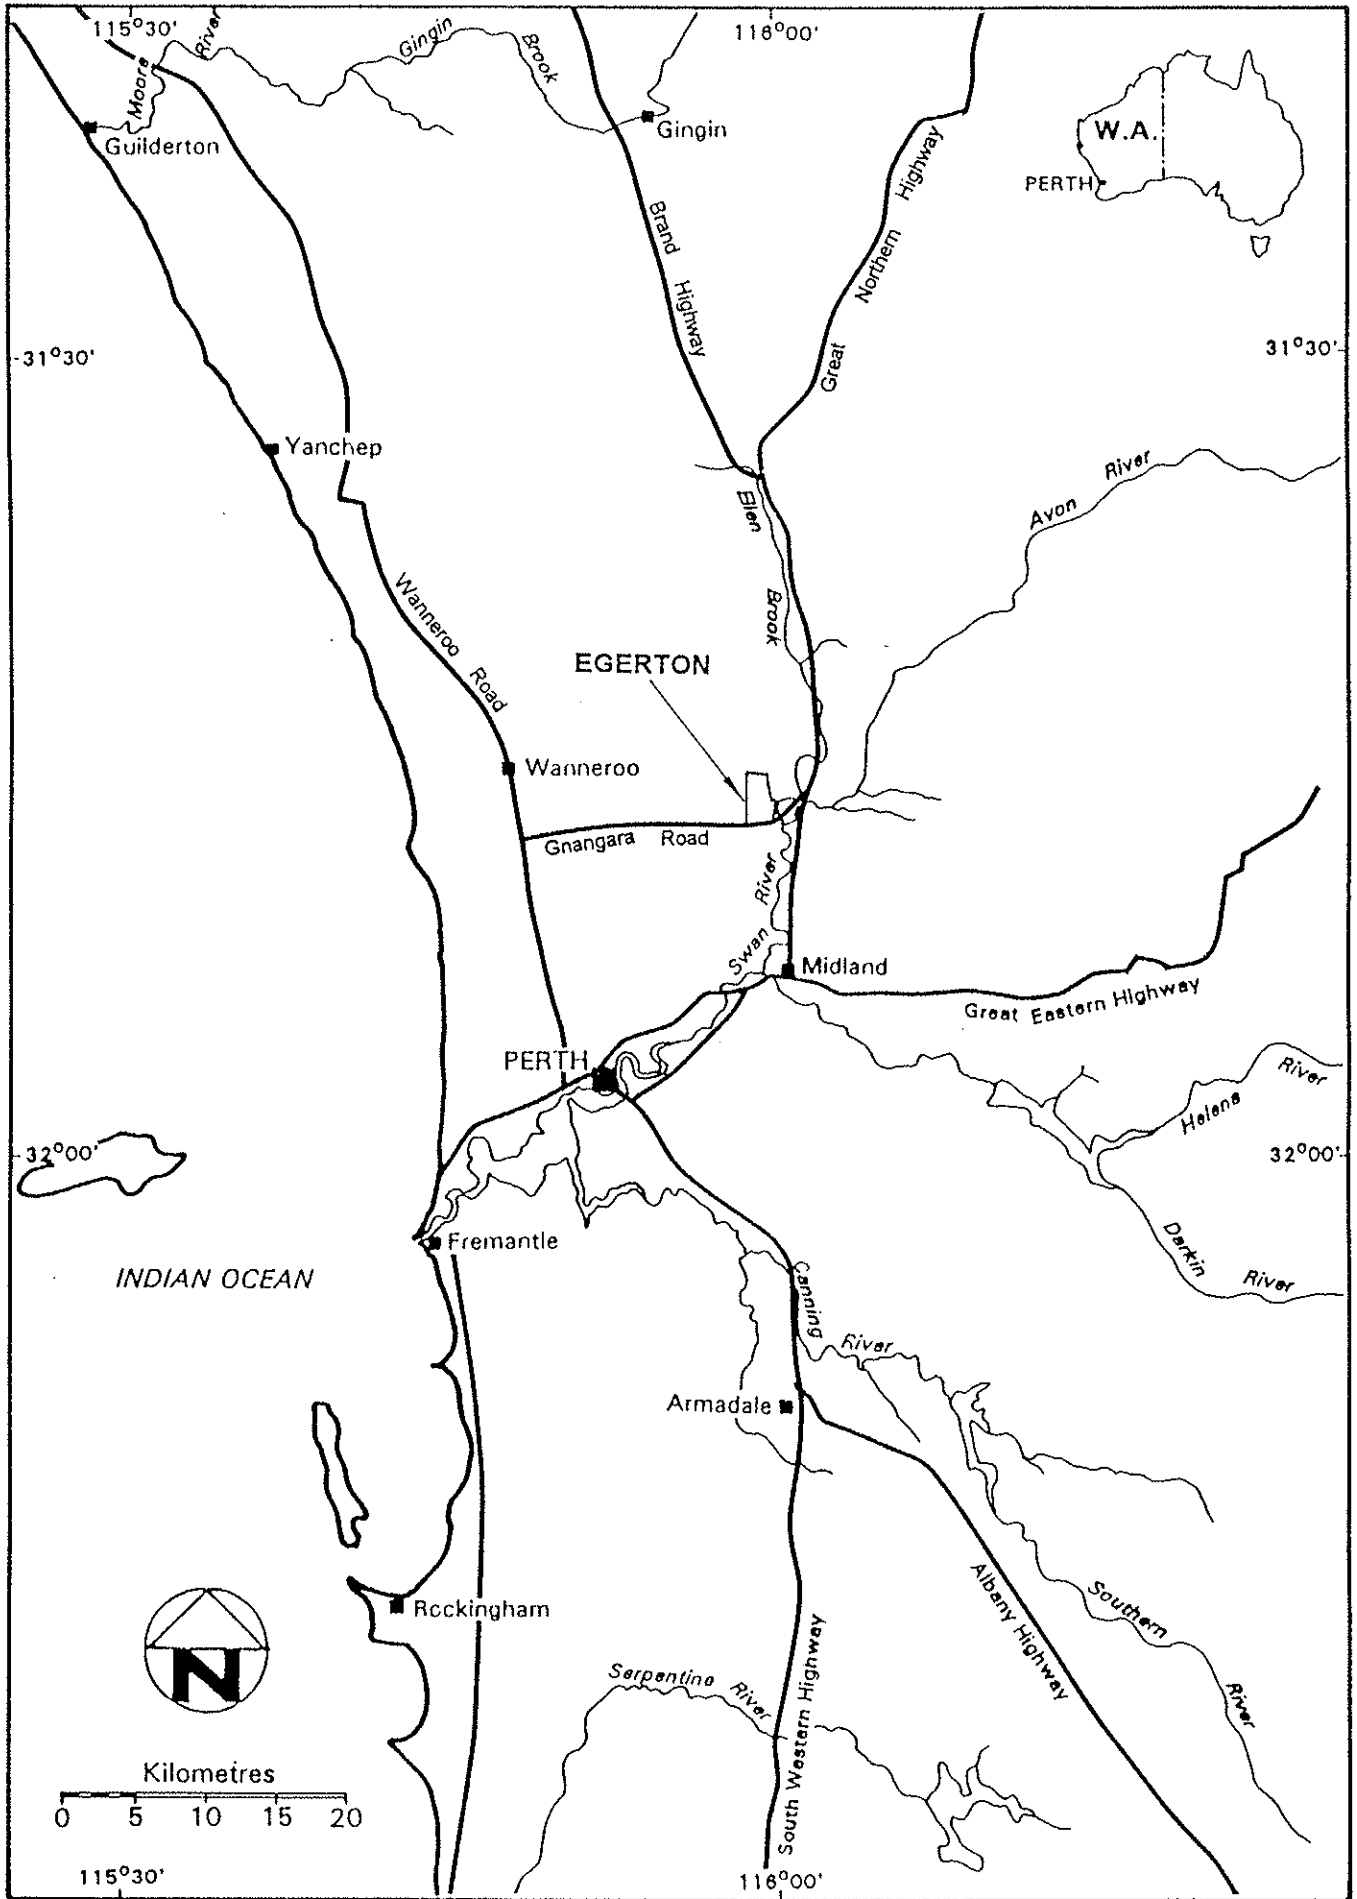 115°30'
118°00'
Moore River
Gingin Brook
Guilderton
Gingin
W.A.
PERTH
Brand Highway
Great Northern Highway
31°30'
31°30'
Yanchep
Avon River
Ellen Brook
Wanneroo Road
EGERTON
Wanneroo
Gnangara Road
River
Swan
Midland
Great Eastern Highway
PERTH
Helena River
32°00'
32°00'
Fremantle
Darkin River
INDIAN OCEAN
Canning River
Armadale
Rockingham
Albany Highway
Southern River
N
Serpentine River
South Western Highway
Kilometres
0 5 10 15 20
115°30'
116°00'